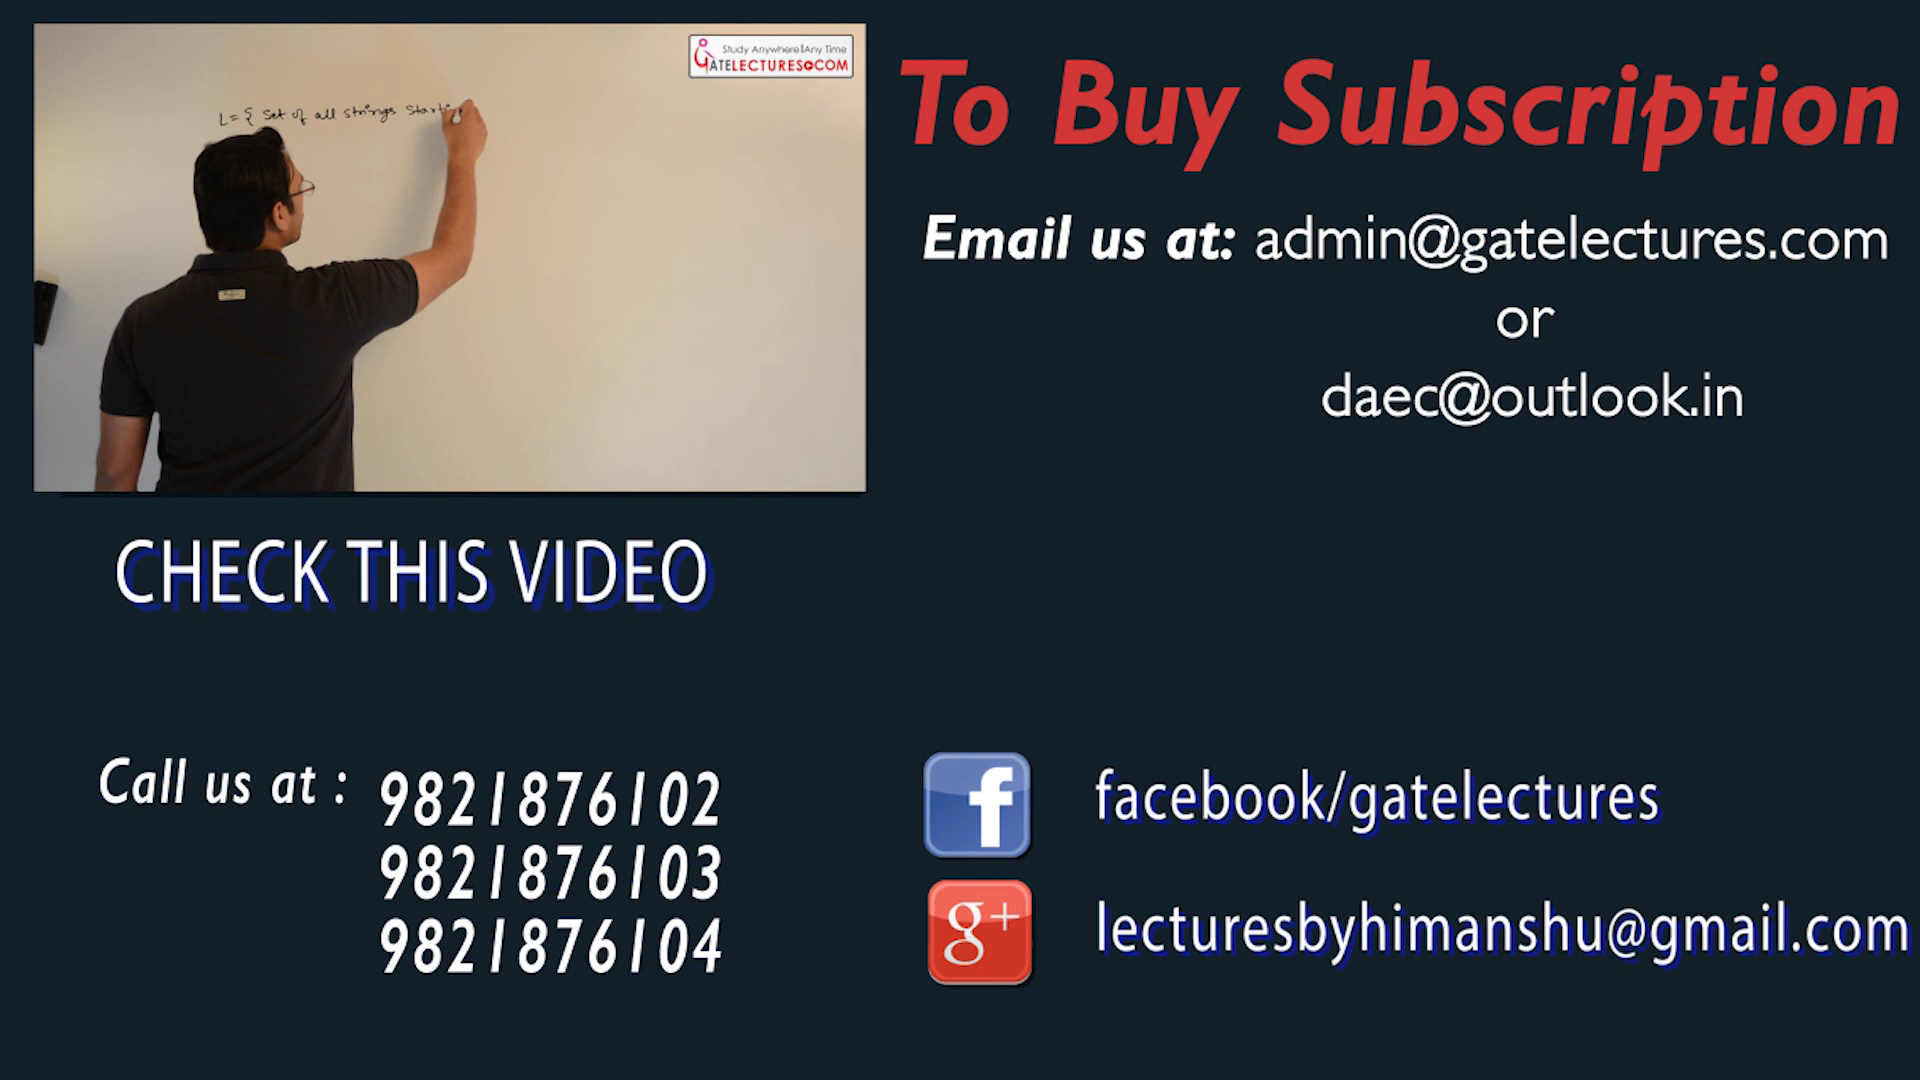 Study Anywhere Any Time
GATELECTURES.COM
L = { Set of all strings Starti
To Buy Subscription
Email us at: admin@gatelectures.com
or
daec@outlook.in
CHECK THIS VIDEO
Call us at :
9821876102
9821876103
9821876104
f
facebook/gatelectures
g+
lecturesbyhimanshu@gmail.com